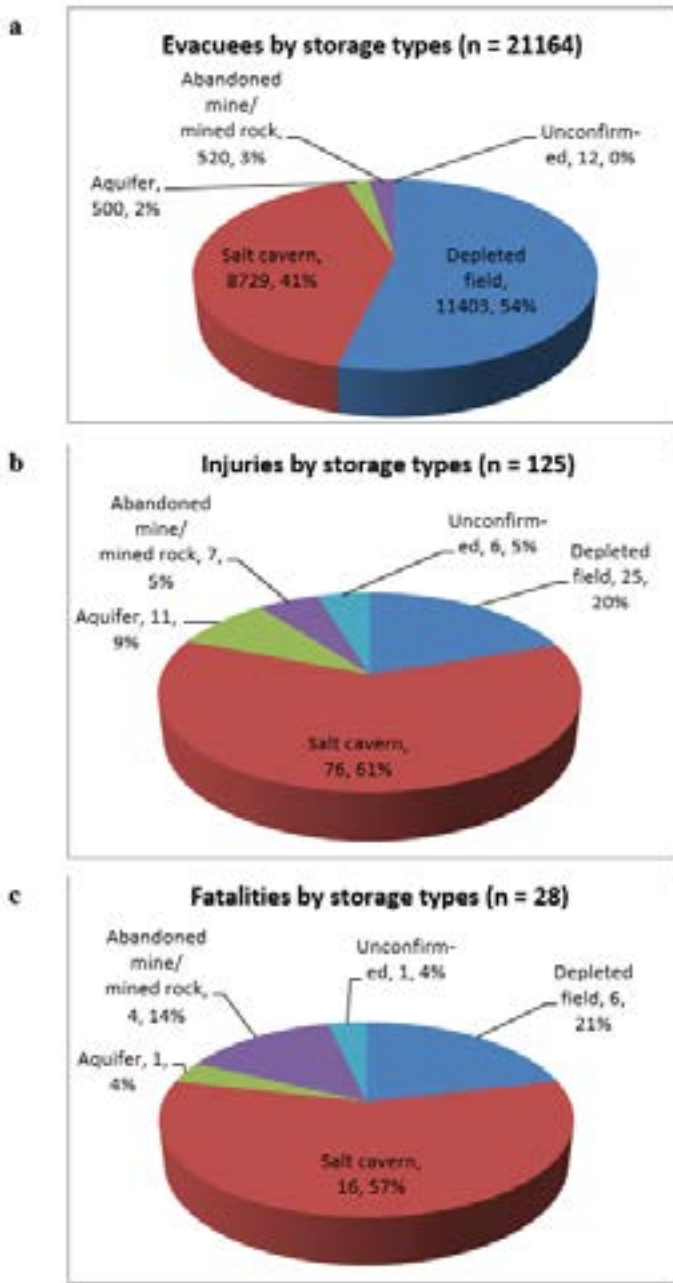 a
Evacuees by storage types (n = 21164)
Abandoned
mine/
mined rock,
520, 3%
Unconfirm-
ed, 12, 0%
Aquifer,
500, 2%
Salt cavern,
8729, 41%
Depleted
field,
11403, 54%
b
Injuries by storage types (n = 125)
Abandoned
mine/
mined rock, 7,
5%
Unconfirm-
ed, 6, 5%
Depleted
field, 25,
20%
Aquifer, 11,
9%
Salt cavern,
76, 61%
c
Fatalities by storage types (n = 28)
Abandoned
mine/
mined rock,
4, 14%
Unconfirm-
ed, 1, 4%
Depleted
field, 6,
21%
Aquifer, 1,
4%
Salt cavern,
16, 57%